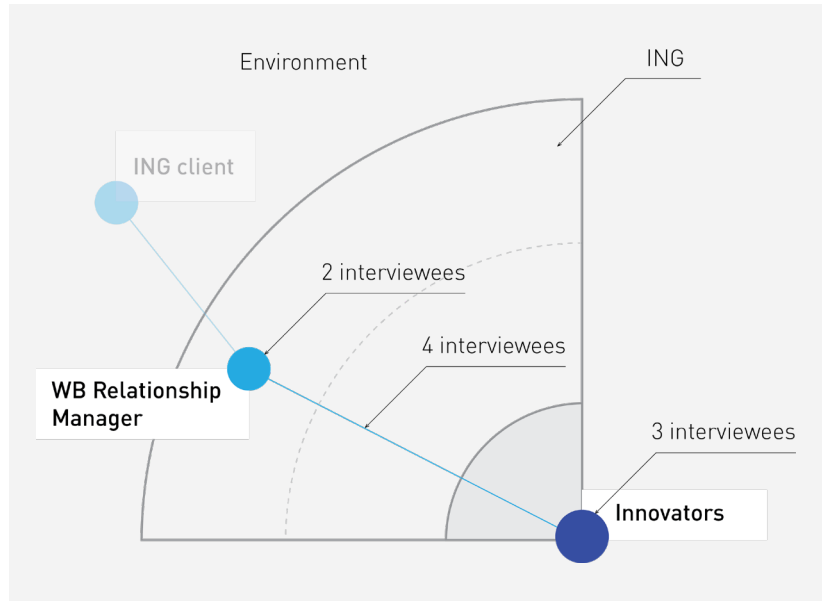 Environment
ING
ING client
2 interviewees
4 interviewees
WB Relationship
Manager
3 interviewees
Innovators